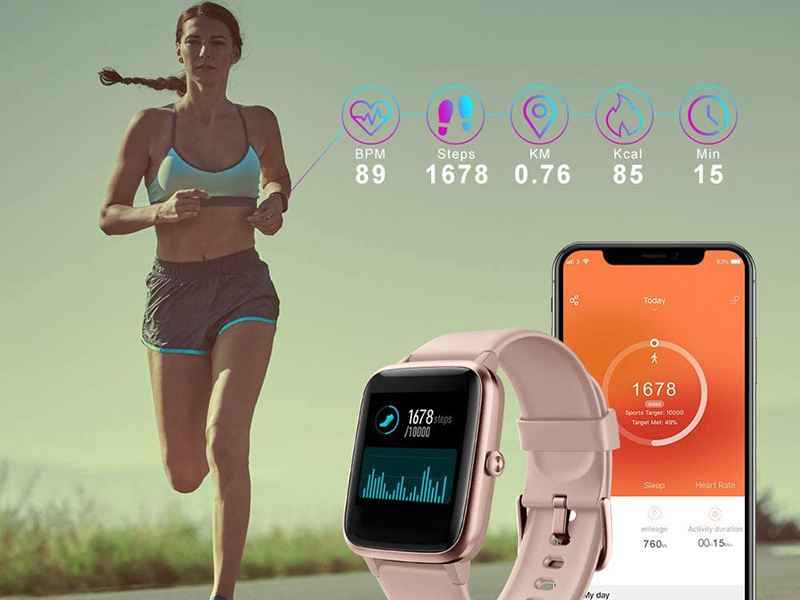 BPM Steps KM Kcal Min
89 1678 0.76 85 15
93%
Today
1678
steps
Sports Target: 10000
Target Met: 49%
Sleep Heart Rate
mileage Activity duration
760 00 15
My day
1678 steps
/10000